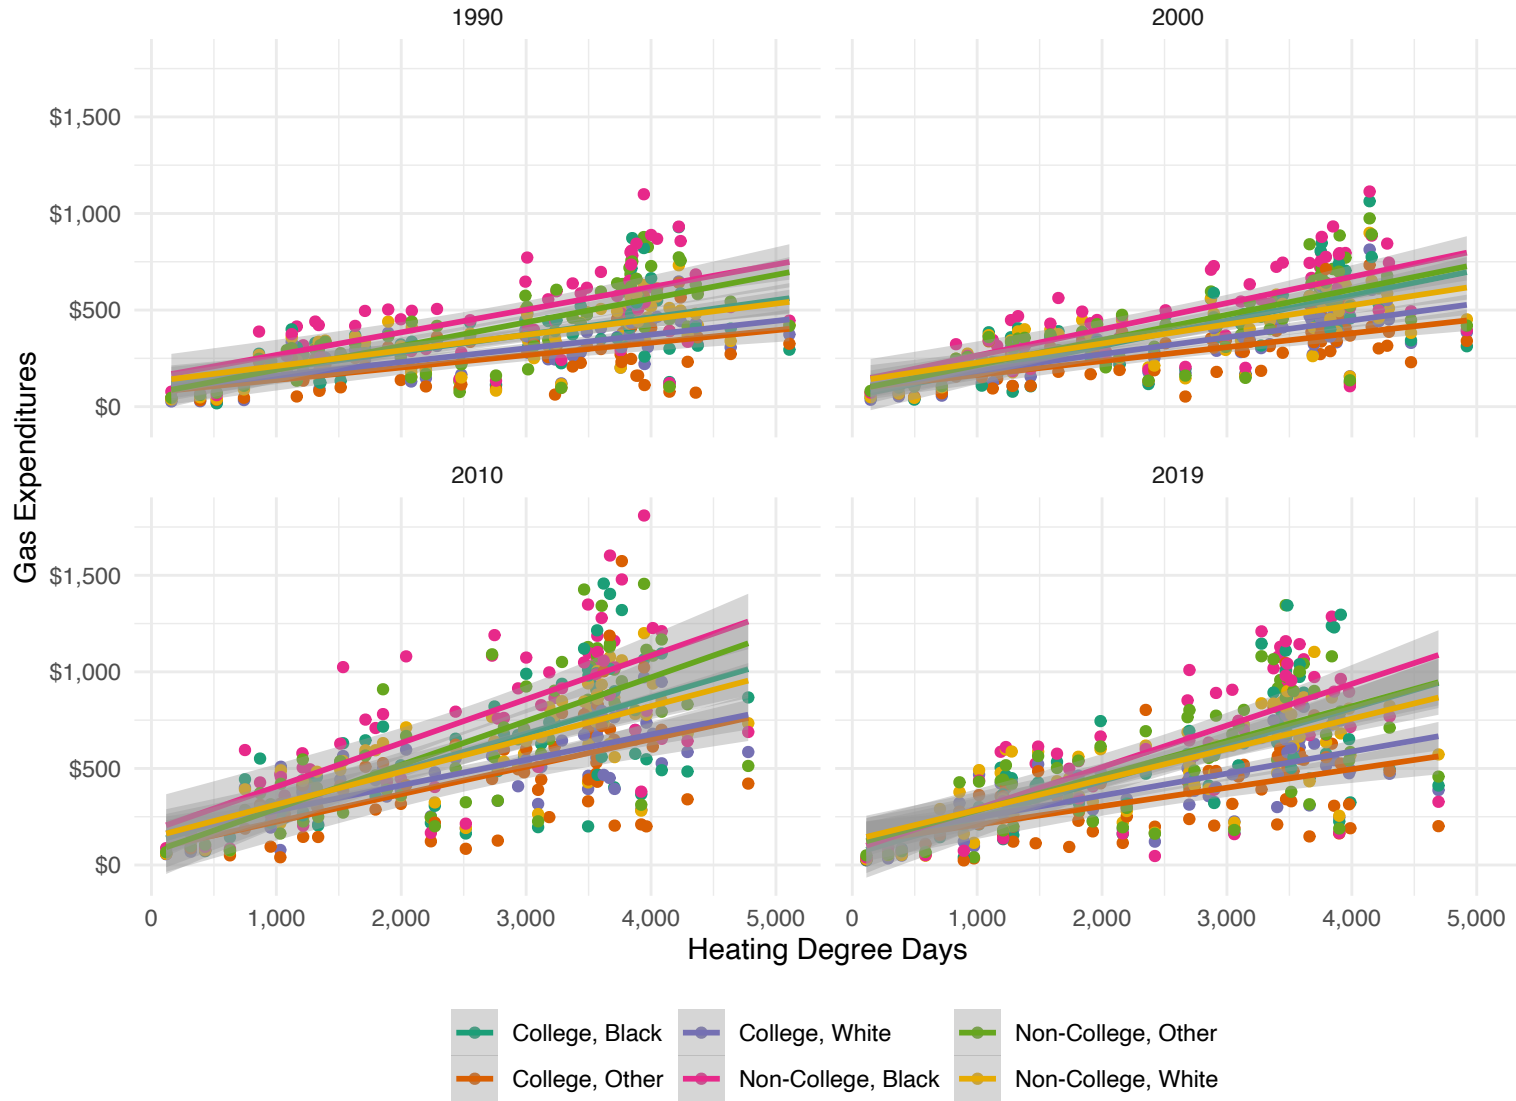 1990 2000
$1,500
$1,000
$500
$0
Gas Expenditures
2010 2019
$1,500
$1,000
$500
$0
0 1,000 2,000 3,000 4,000 5,000 0 1,000 2,000 3,000 4,000 5,000
Heating Degree Days
College, Black College, White Non-College, Other
College, Other Non-College, Black Non-College, White